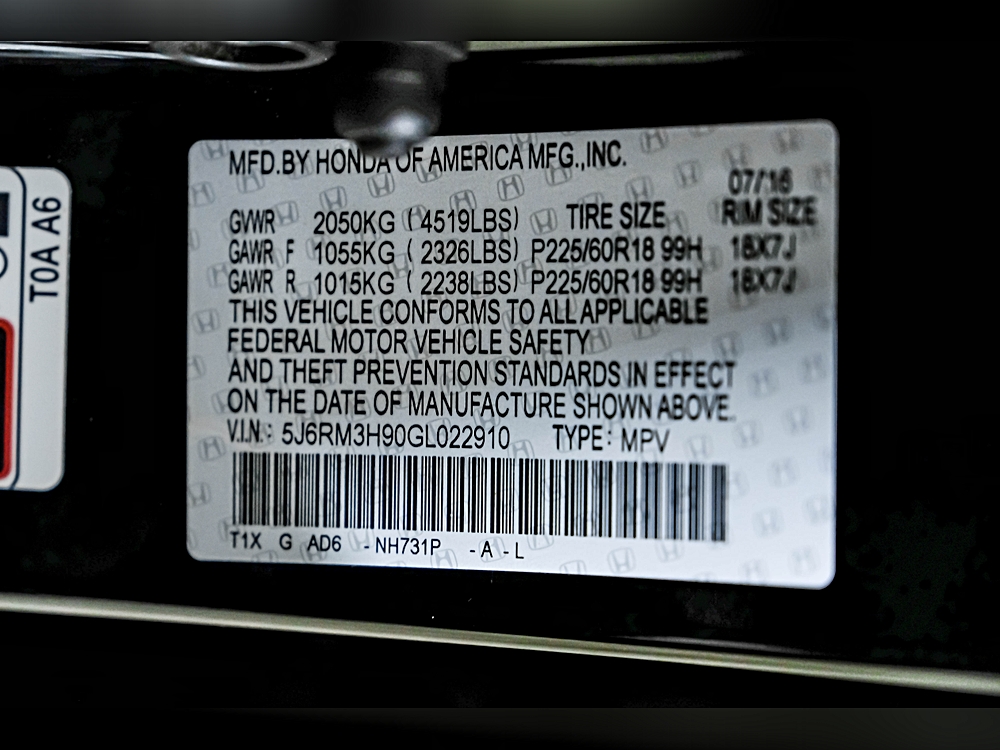 MFD.BY HONDA OF AMERICA MFG.,INC.
07/16
GVWR 2050KG ( 4519LBS) TIRE SIZE RIM SIZE
GAWR F 1055KG ( 2326LBS) P225/60R18 99H 18X7J
GAWR R 1015KG ( 2238LBS) P225/60R18 99H 18X7J
THIS VEHICLE CONFORMS TO ALL APPLICABLE
FEDERAL MOTOR VEHICLE SAFETY
AND THEFT PREVENTION STANDARDS IN EFFECT
ON THE DATE OF MANUFACTURE SHOWN ABOVE.
V.I.N.: 5J6RM3H90GL022910 TYPE: MPV
T1X G AD6 - NH731P - A - L
T0A A6